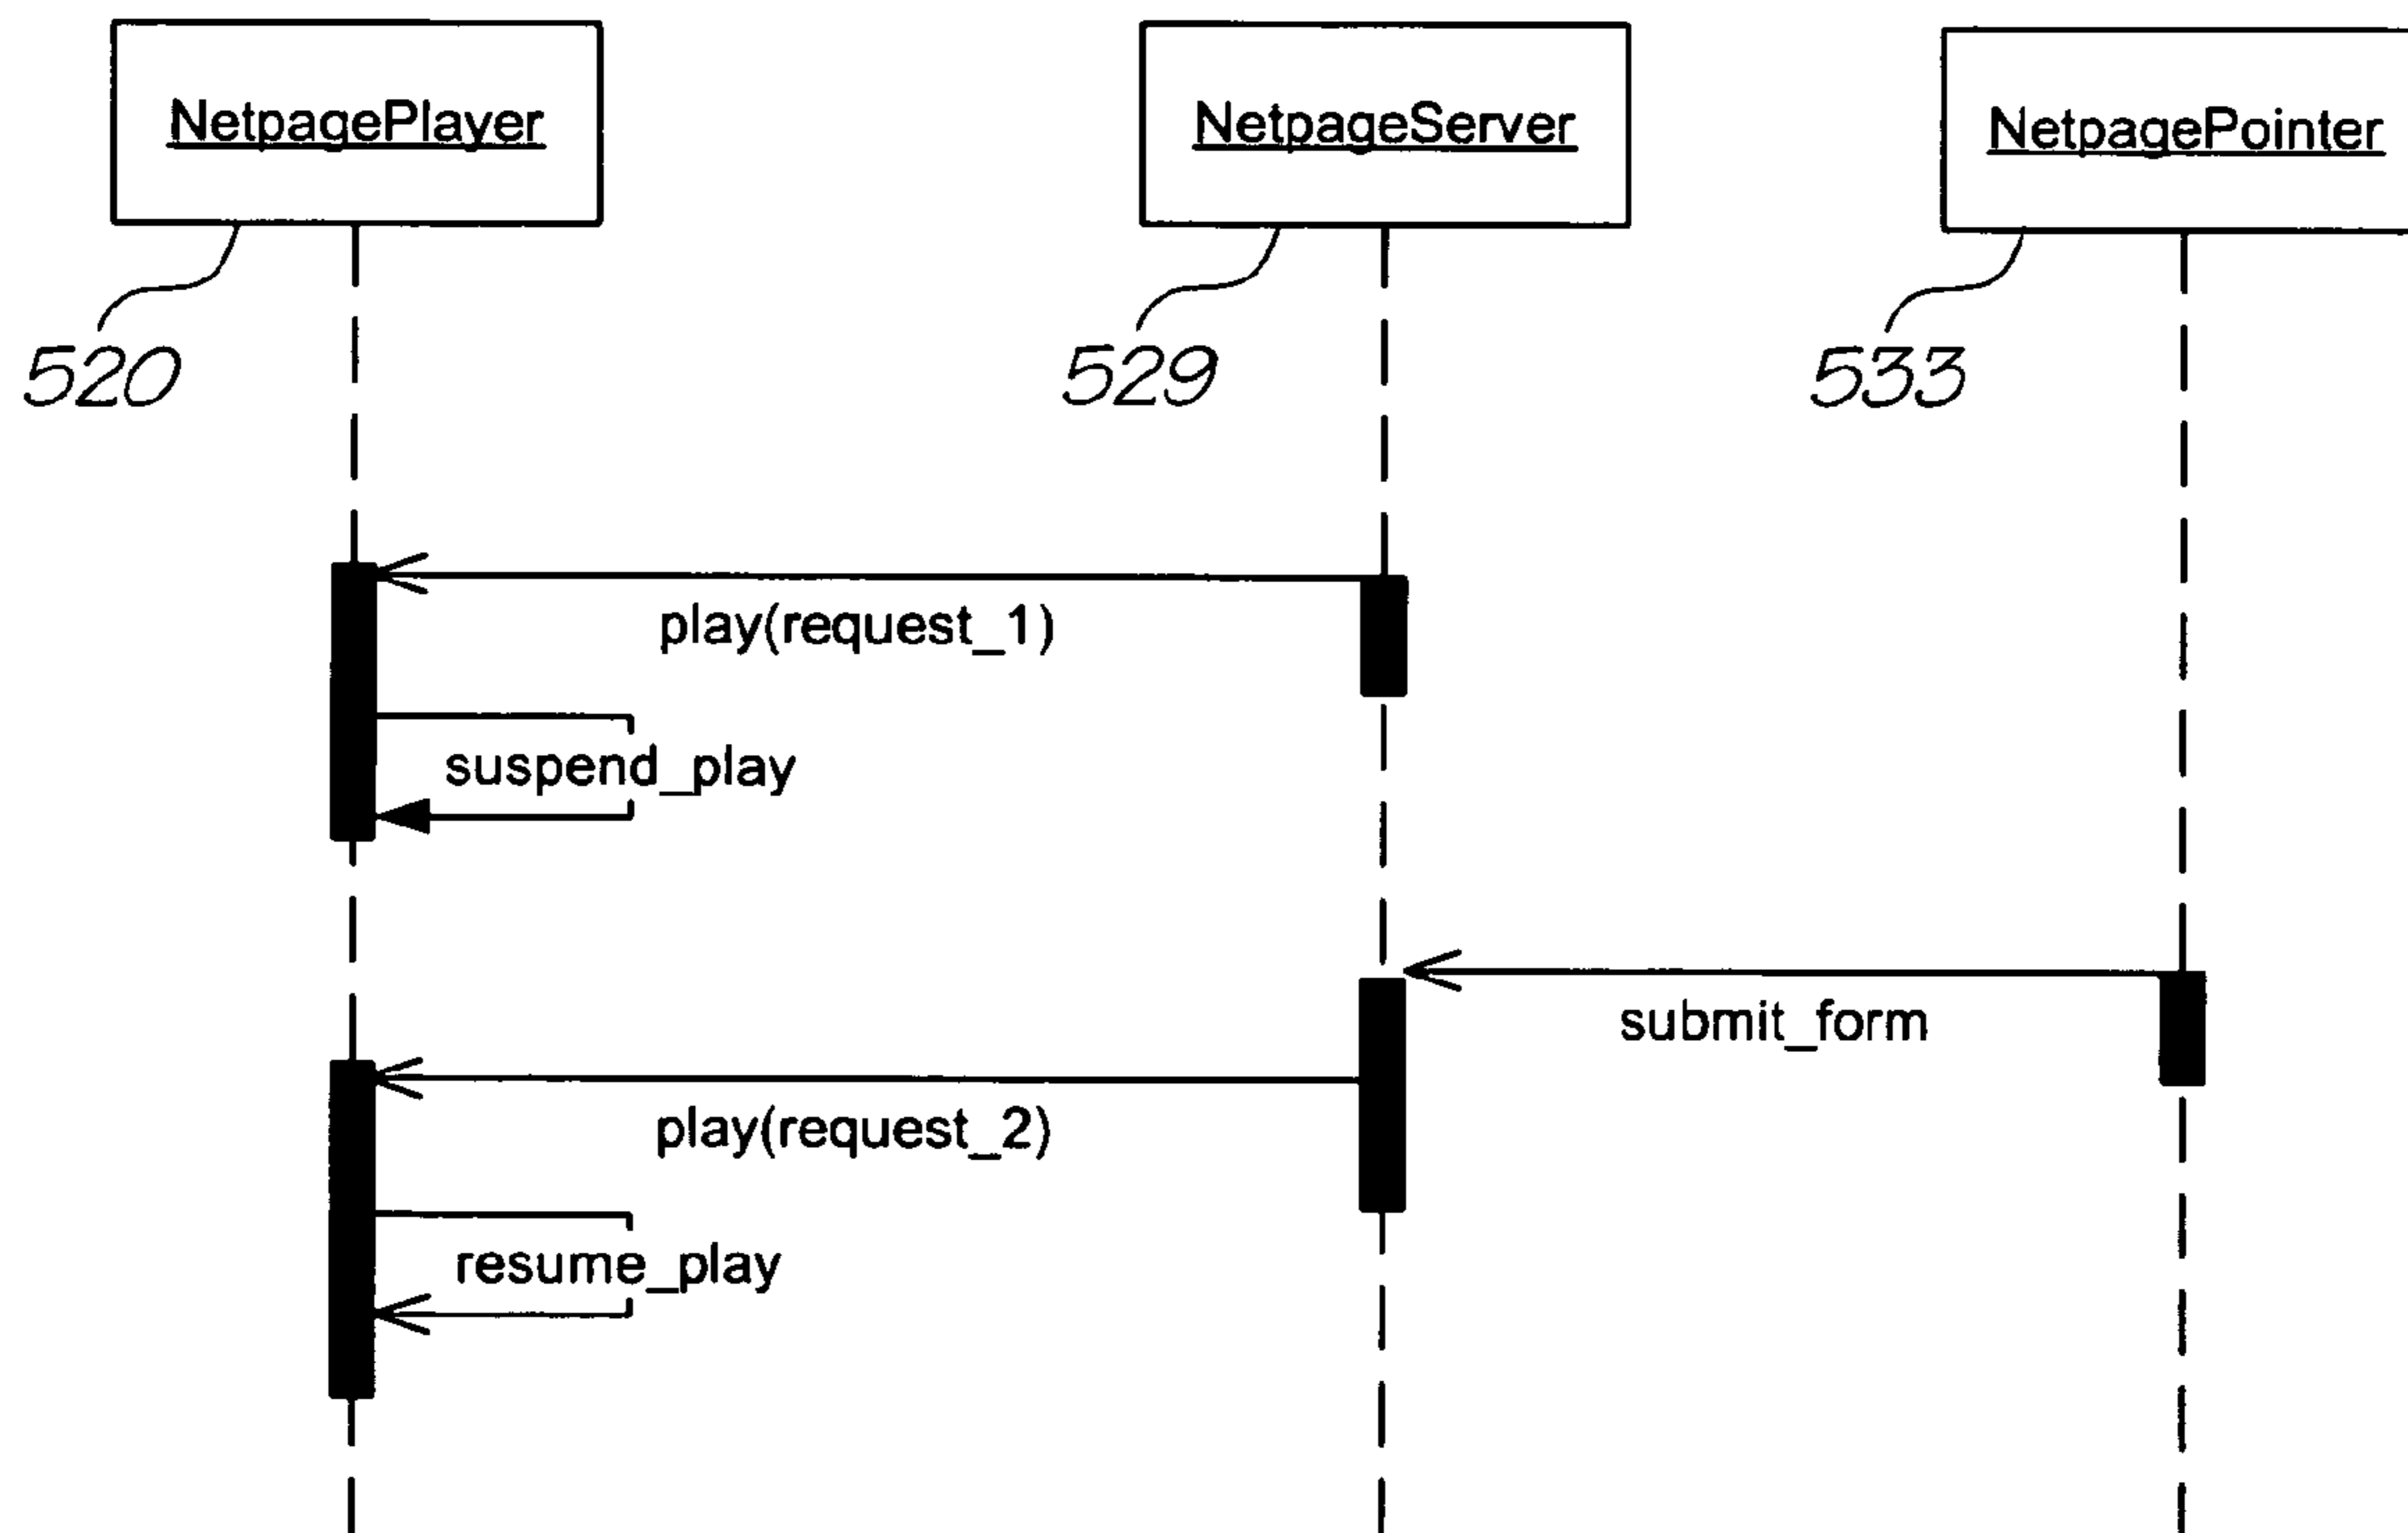 NetpagePlayer
NetpageServer
NetpagePointer
520
529
533
play(request_1)
suspend_play
submit_form
play(request_2)
resume_play